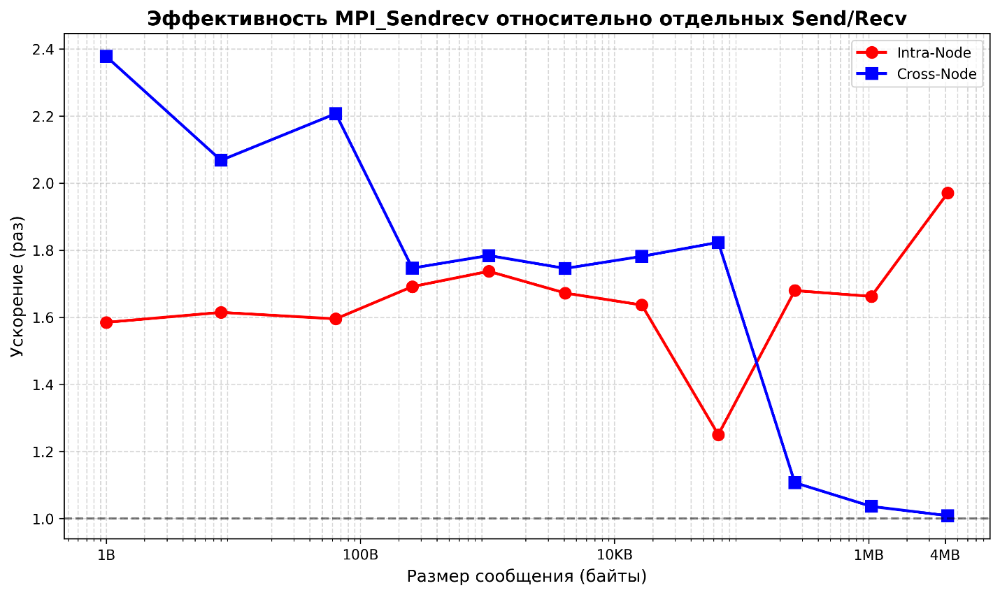 Эффективность MPI_Sendrecv относительно отдельных Send/Recv
Intra-Node
Cross-Node
Ускорение (раз)
2.4
2.2
2.0
1.8
1.6
1.4
1.2
1.0
1B 100B 10KB 1MB 4MB
Размер сообщения (байты)